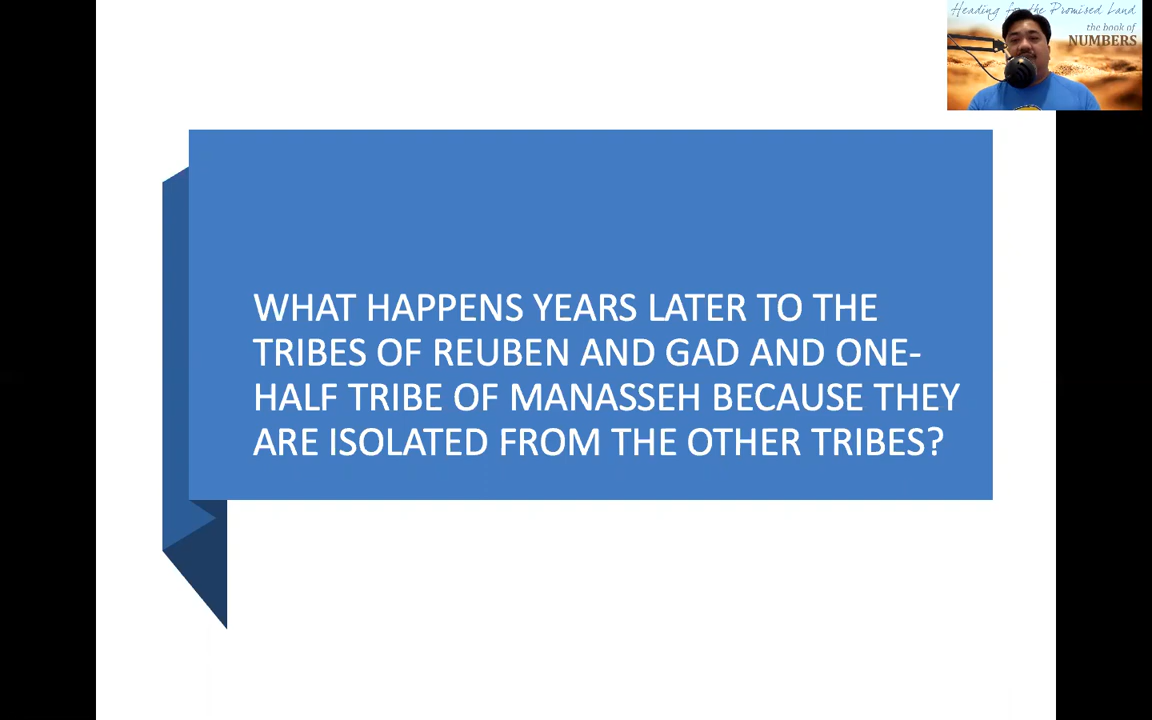 Heading for the Promised Land
the book of
NUMBERS
WHAT HAPPENS YEARS LATER TO THE
TRIBES OF REUBEN AND GAD AND ONE-
HALF TRIBE OF MANASSEH BECAUSE THEY
ARE ISOLATED FROM THE OTHER TRIBES?